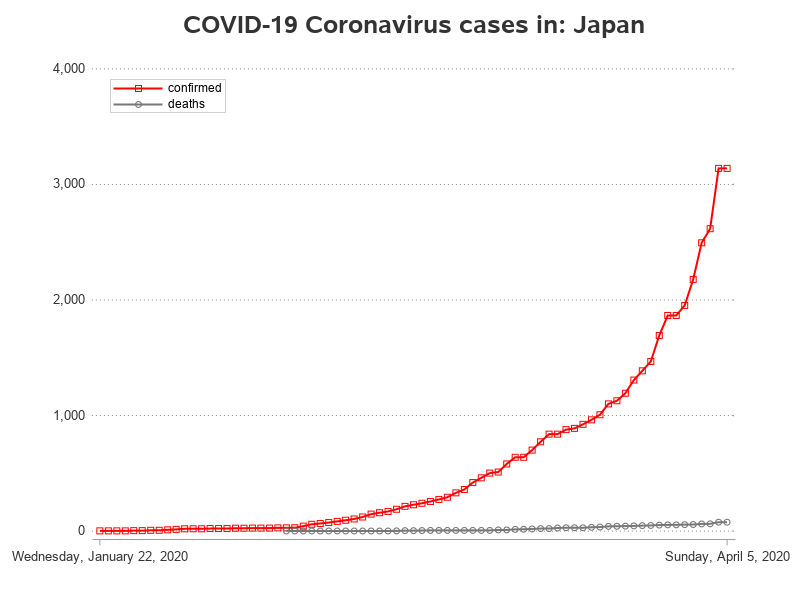 COVID-19 Coronavirus cases in: Japan
4,000
confirmed
deaths
3,000
2,000
1,000
0
Wednesday, January 22, 2020
Sunday, April 5, 2020